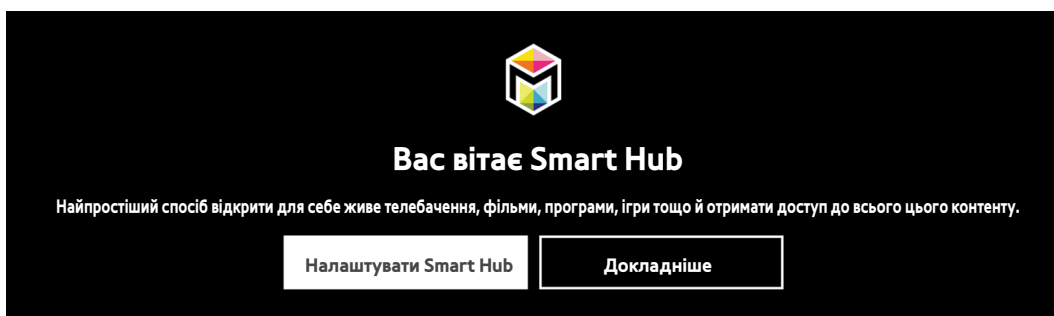 Вас вітає Smart Hub
Найпростіший спосіб відкрити для себе живе телебачення, фільми, програми, ігри тощо й отримати доступ до всього цього контенту.
Налаштувати Smart Hub
Докладніше